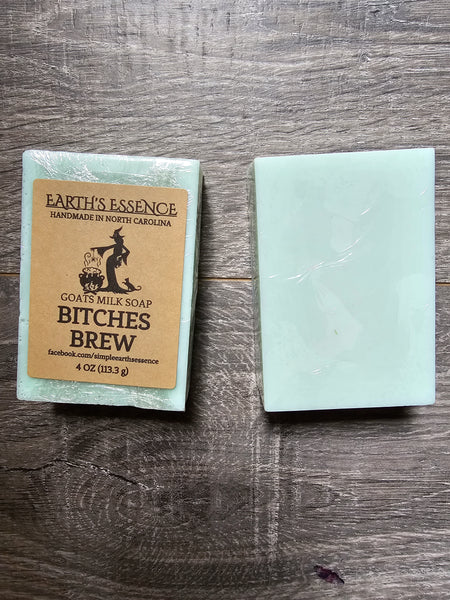 EARTH'S ESSENCE
HANDMADE IN NORTH CAROLINA
GOATS MILK SOAP
BITCHES
BREW
facebook.com/simpleearthsessence
4 OZ (113.3 g)